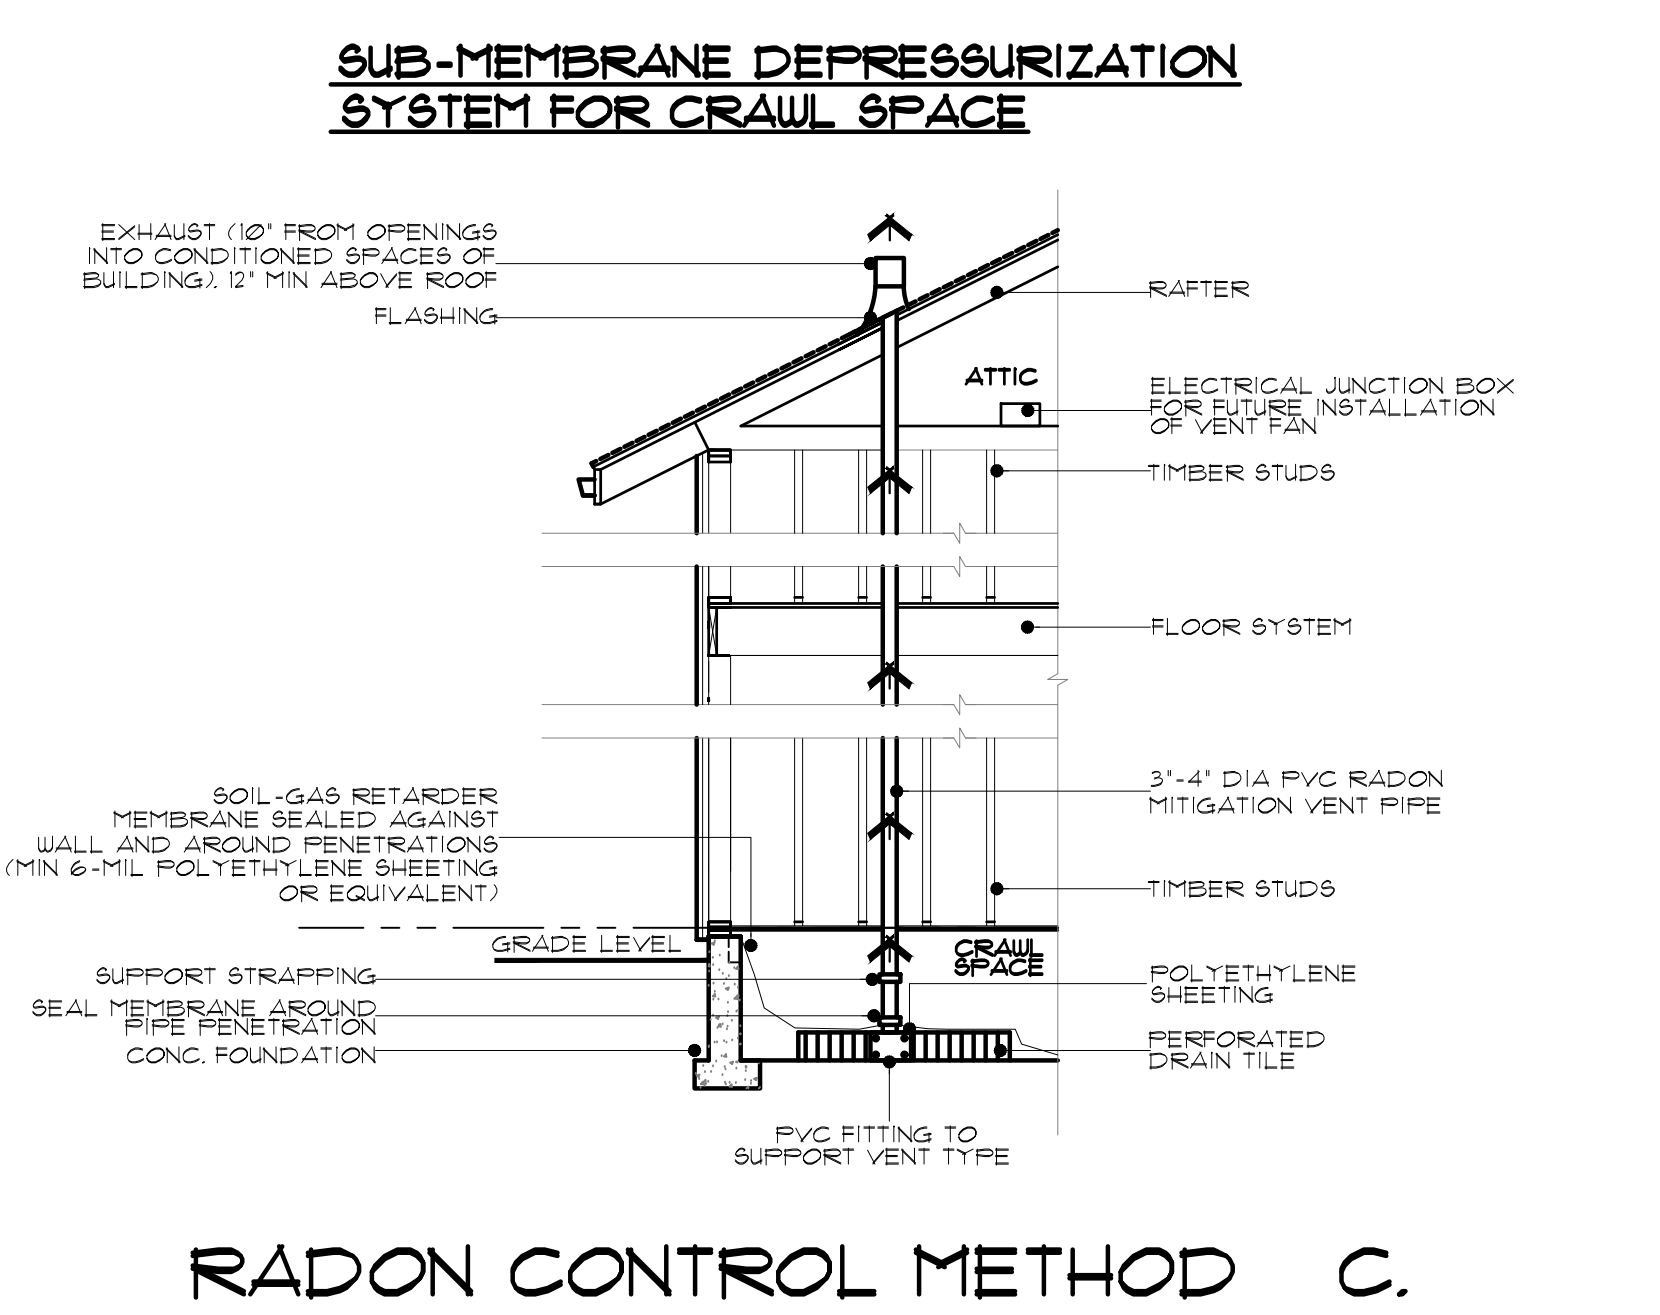 SUB-MEMBRANE DEPRESSURIZATION
SYSTEM FOR CRAWL SPACE
EXHAUST (10" FROM OPENINGS
INTO CONDITIONED SPACES OF
BUILDING). 12" MIN ABOVE ROOF
FLASHING
RAFTER
ATTIC
ELECTRICAL JUNCTION BOX
FOR FUTURE INSTALLATION
OF VENT FAN
TIMBER STUDS
FLOOR SYSTEM
3"-4" DIA PVC RADON
MITIGATION VENT PIPE
SOIL-GAS RETARDER
MEMBRANE SEALED AGAINST
WALL AND AROUND PENETRATIONS
(MIN 6-MIL POLYETHYLENE SHEETING
OR EQUIVALENT)
TIMBER STUDS
GRADE LEVEL
CRAWL
SPACE
SUPPORT STRAPPING
POLYETHYLENE
SHEETING
SEAL MEMBRANE AROUND
PIPE PENETRATION
CONC. FOUNDATION
PERFORATED
DRAIN TILE
PVC FITTING TO
SUPPORT VENT TYPE
RADON CONTROL METHOD C.